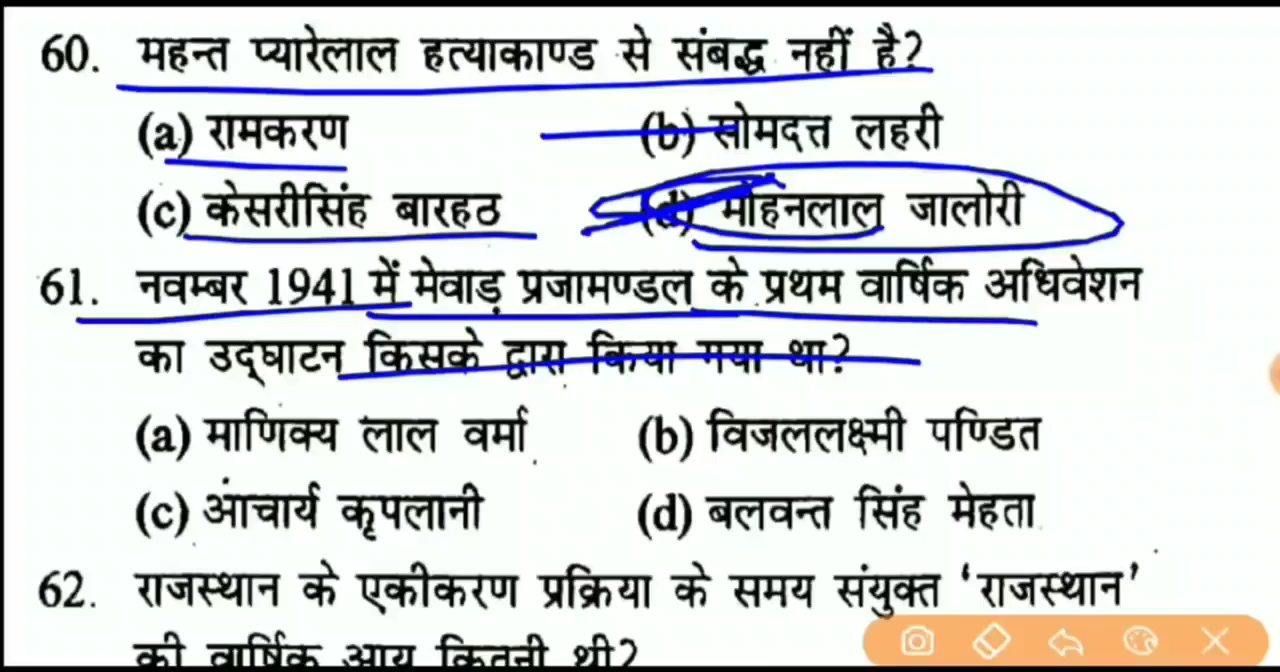 60. महन्त प्यारेलाल हत्याकाण्ड से संबद्ध नहीं है?
(a) रामकरण (b) सोमदत्त लहरी
(c) केसरीसिंह बारहठ (d) मोहनलाल जालोरी
61. नवम्बर 1941 में मेवाड़ प्रजामण्डल के प्रथम वार्षिक अधिवेशन
का उद्घाटन किसके द्वारा किया गया था?
(a) माणिक्य लाल वर्मा (b) विजललक्ष्मी पण्डित
(c) आचार्य कृपलानी (d) बलवन्त सिंह मेहता
62. राजस्थान के एकीकरण प्रक्रिया के समय संयुक्त 'राजस्थान'
की वार्षिक आय कितनी थी?